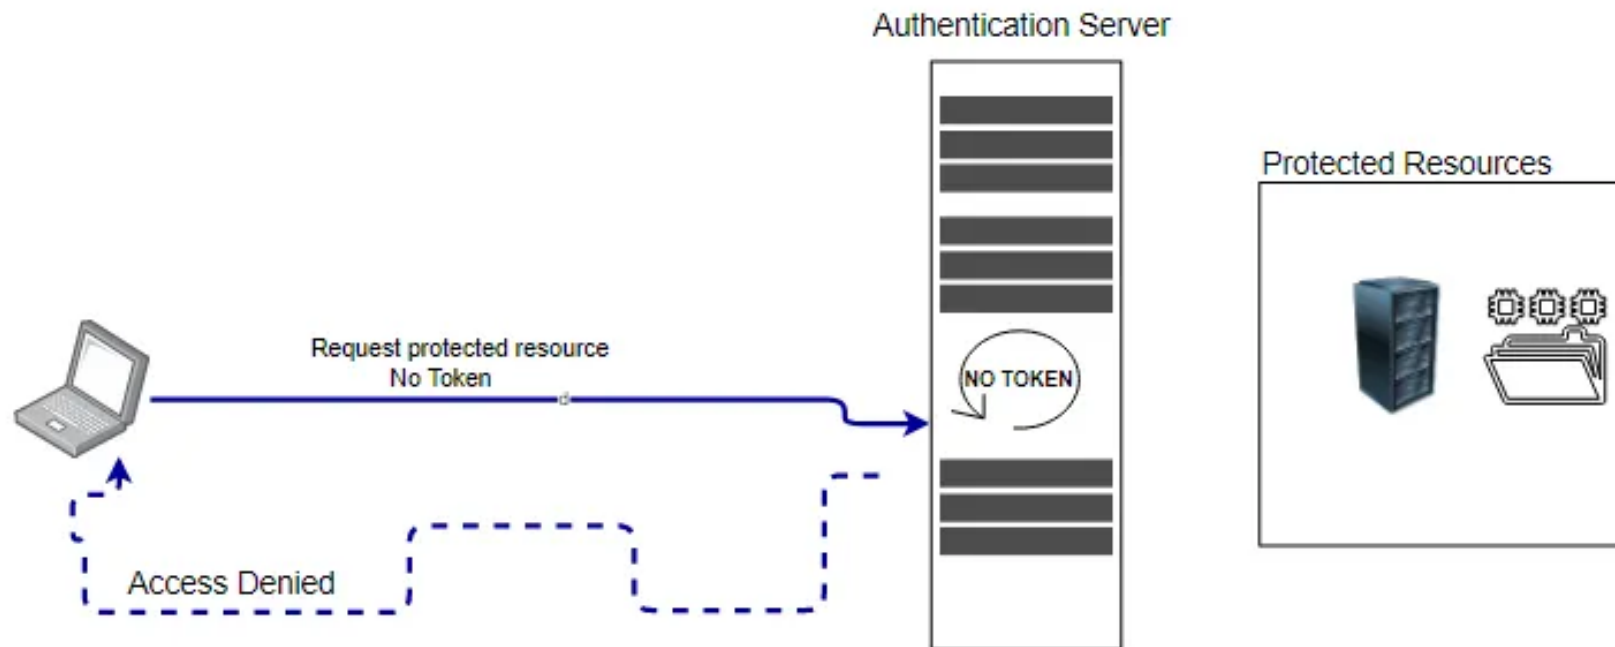 Authentication Server
Protected Resources
Request protected resource
No Token
d
NO TOKEN
Access Denied